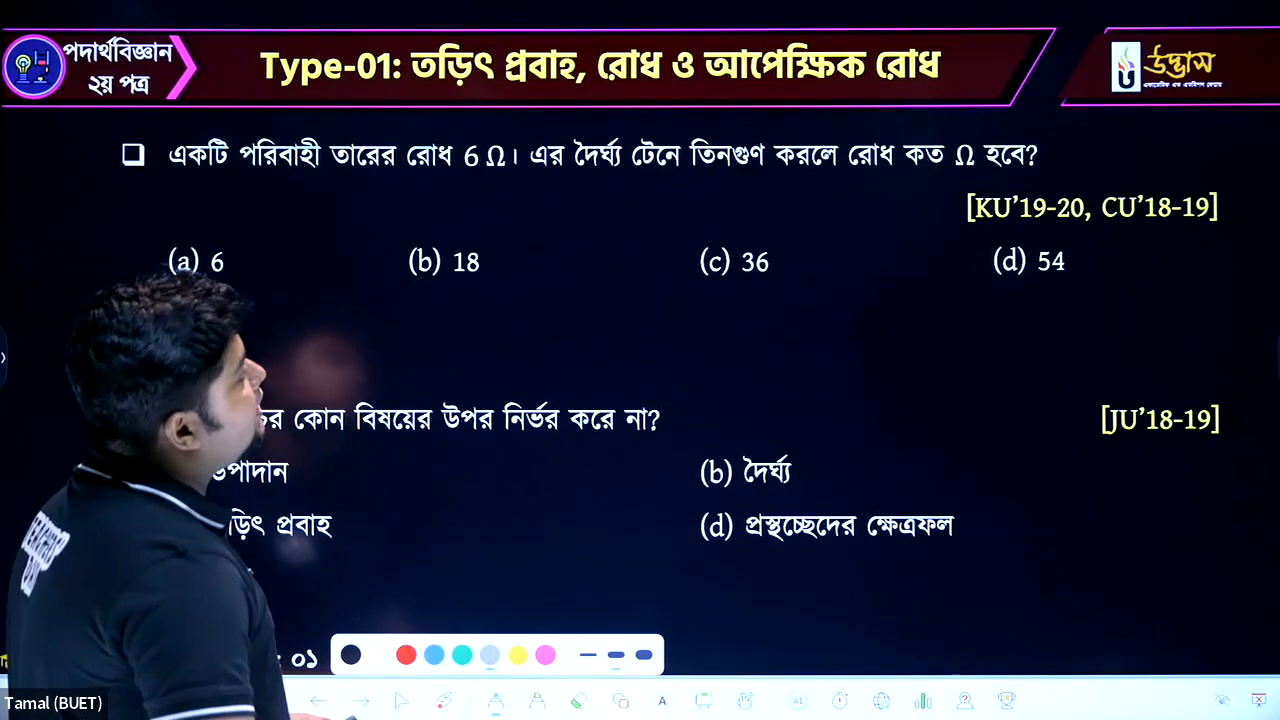 পদার্থবিজ্ঞান
২য় পত্র
Type-01: তড়িৎ প্রবাহ, রোধ ও আপেক্ষিক রোধ
উদ্ভাস
একটি পরিবাহী তারের রোধ 6 Ω। এর দৈর্ঘ্য টেনে তিনগুণ করলে রোধ কত Ω হবে?
[KU’19-20, CU’18-19]
(a) 6 (b) 18 (c) 36 (d) 54
কোন বিষয়ের উপর নির্ভর করে না? [JU’18-19]
উপাদান (b) দৈর্ঘ্য
প্রবাহ (d) প্রস্থচ্ছেদের ক্ষেত্রফল
০১
A
AI
Tamal (BUET)